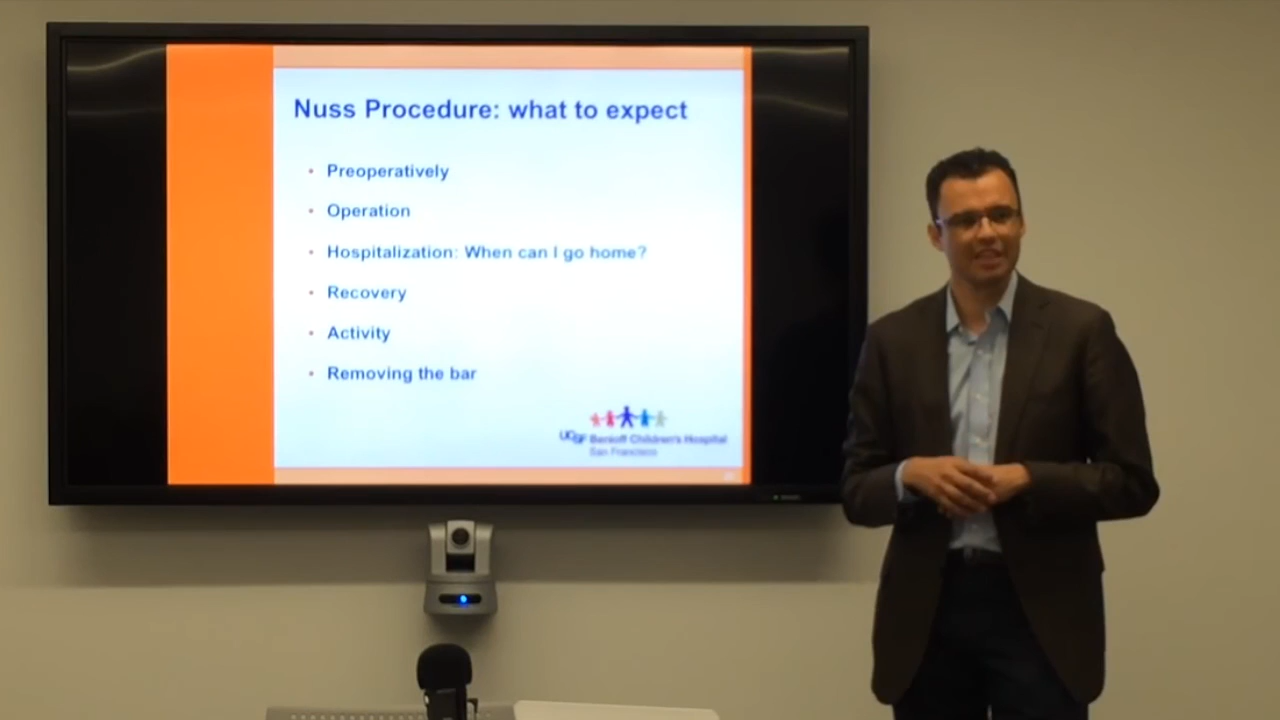 Nuss Procedure: what to expect
• Preoperatively
• Operation
• Hospitalization: When can I go home?
• Recovery
• Activity
• Removing the bar
UCSF Benioff Children's Hospital
San Francisco